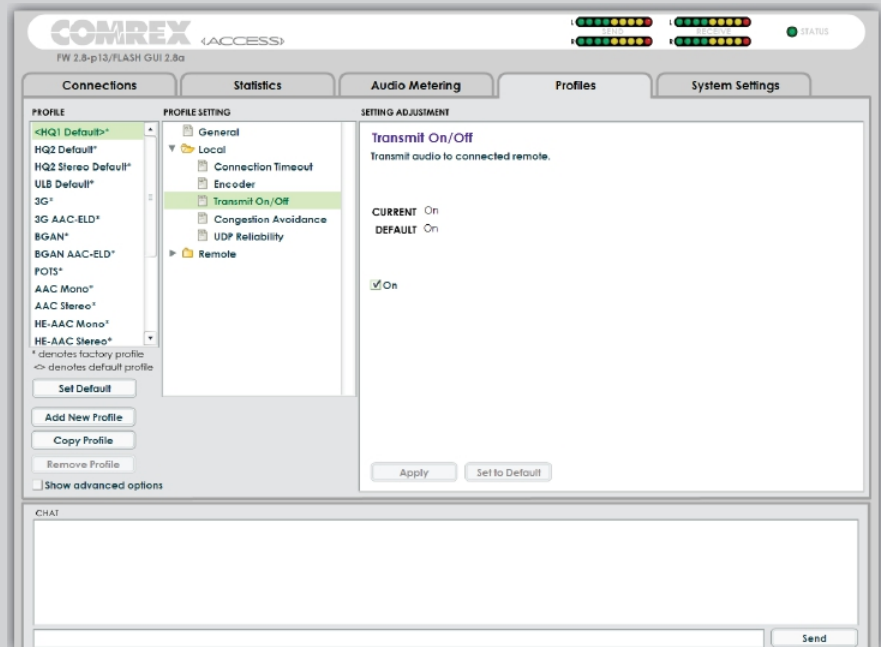 COMREX ACCESS
L SEND L RECEIVE STATUS
R R
FW 2.8-p13/FLASH GUI 2.8a
Connections Statistics Audio Metering Profiles System Settings
PROFILE
<HQ1 Default>*
HQ2 Default*
HQ2 Stereo Default*
ULB Default*
3G*
3G AAC-ELD*
BGAN*
BGAN AAC-ELD*
POTS*
AAC Mono*
AAC Stereo*
HE-AAC Mono*
HE-AAC Stereo*
* denotes factory profile
<> denotes default profile
Set Default
Add New Profile
Copy Profile
Remove Profile
Show advanced options
PROFILE SETTING
General
Local
Connection Timeout
Encoder
Transmit On/Off
Congestion Avoidance
UDP Reliability
Remote
SETTING ADJUSTMENT
Transmit On/Off
Transmit audio to connected remote.
CURRENT On
DEFAULT On
On
Apply Set to Default
CHAT
Send